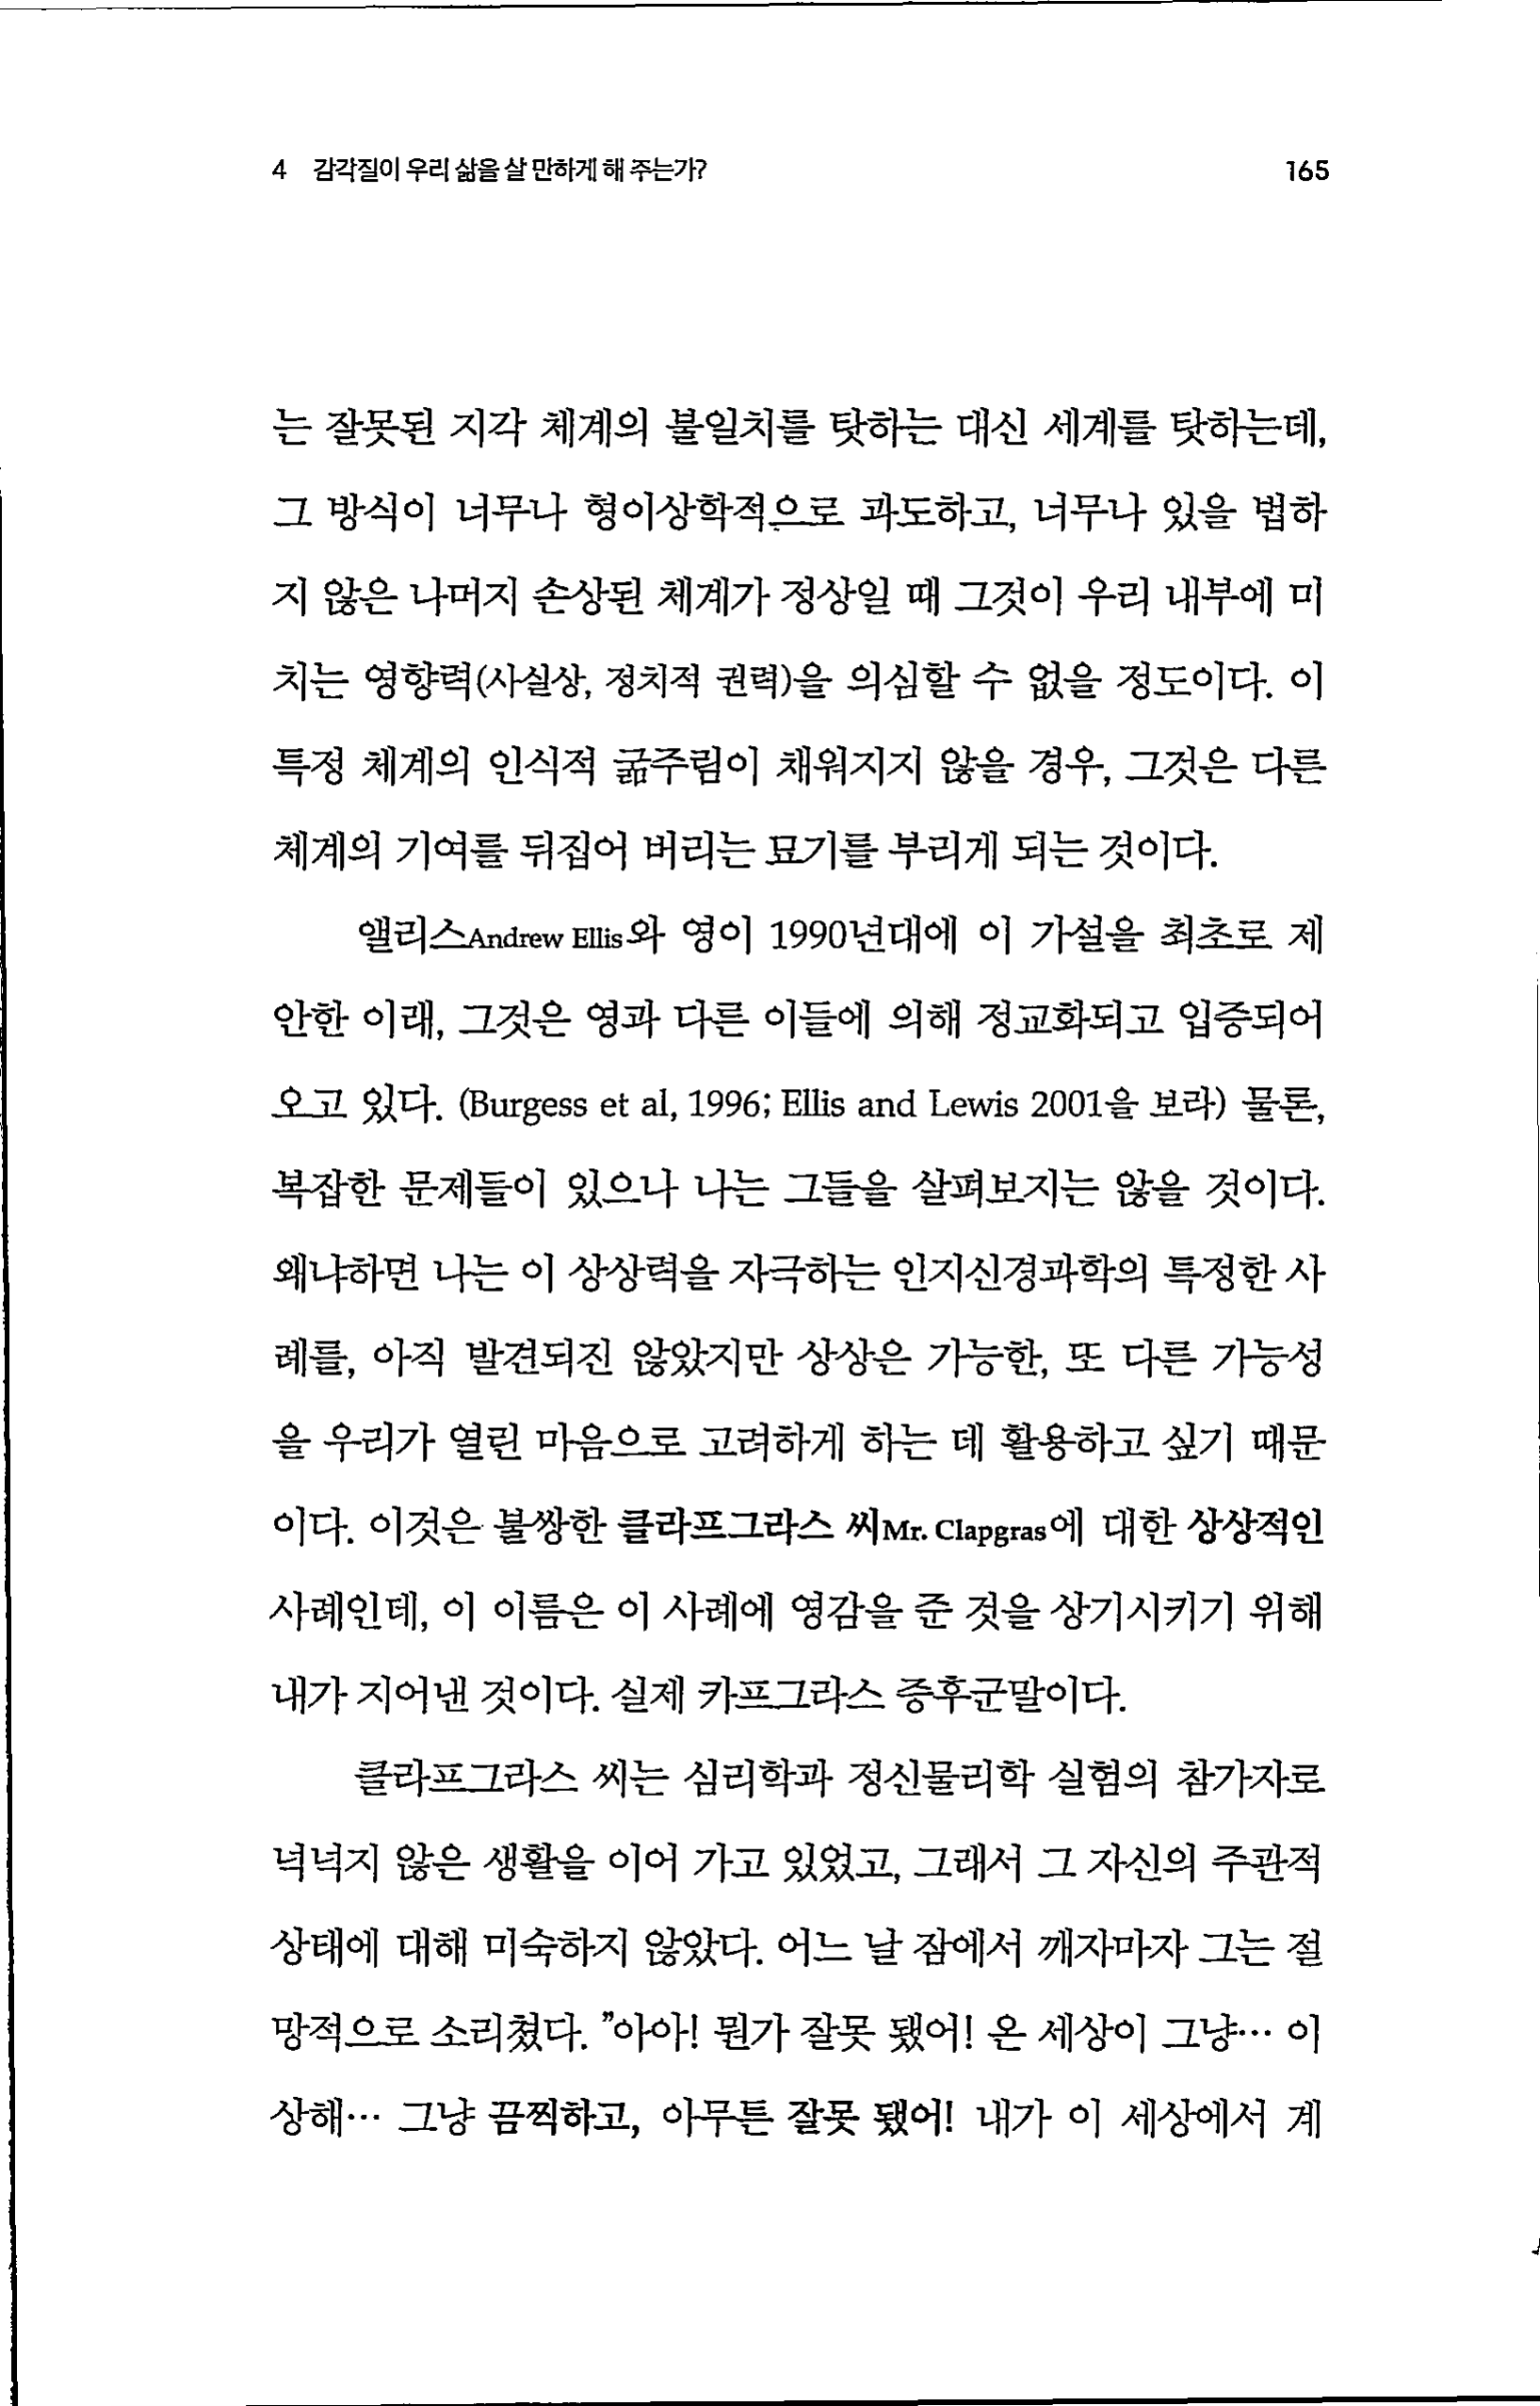 4 감각질이 우리 삶을 살 만하게 해 주는가? 165
는 잘못된 지각 체계의 불일치를 탓하는 대신 세계를 탓하는데,
그 방식이 너무나 형이상학적으로 과도하고, 너무나 있을 법하
지 않은 나머지 손상된 체계가 정상일 때 그것이 우리 내부에 미
치는 영향력(사실상, 정치적 권력)을 의심할 수 없을 정도이다. 이
특정 체계의 인식적 굶주림이 채워지지 않을 경우, 그것은 다른
체계의 기여를 뒤집어 버리는 묘기를 부리게 되는 것이다.
앨리스Andrew Ellis와 영이 1990년대에 이 가설을 최초로 제
안한 이래, 그것은 영과 다른 이들에 의해 정교화되고 입증되어
오고 있다. (Burgess et al, 1996; Ellis and Lewis 2001을 보라) 물론,
복잡한 문제들이 있으나 나는 그들을 살펴보지는 않을 것이다.
왜냐하면 나는 이 상상력을 자극하는 인지신경과학의 특정한 사
례를, 아직 발견되진 않았지만 상상은 가능한, 또 다른 가능성
을 우리가 열린 마음으로 고려하게 하는 데 활용하고 싶기 때문
이다. 이것은 불쌍한 클라프그라스 씨Mr. Clapgras에 대한 상상적인
사례인데, 이 이름은 이 사례에 영감을 준 것을 상기시키기 위해
내가 지어낸 것이다. 실제 카프그라스 증후군말이다.
클라프그라스 씨는 심리학과 정신물리학 실험의 참가자로
넉넉지 않은 생활을 이어 가고 있었고, 그래서 그 자신의 주관적
상태에 대해 미숙하지 않았다. 어느 날 잠에서 깨자마자 그는 절
망적으로 소리쳤다. ”아아! 뭔가 잘못 됐어! 온 세상이 그냥… 이
상해… 그냥 끔찍하고, 아무튼 잘못 됐어! 내가 이 세상에서 계